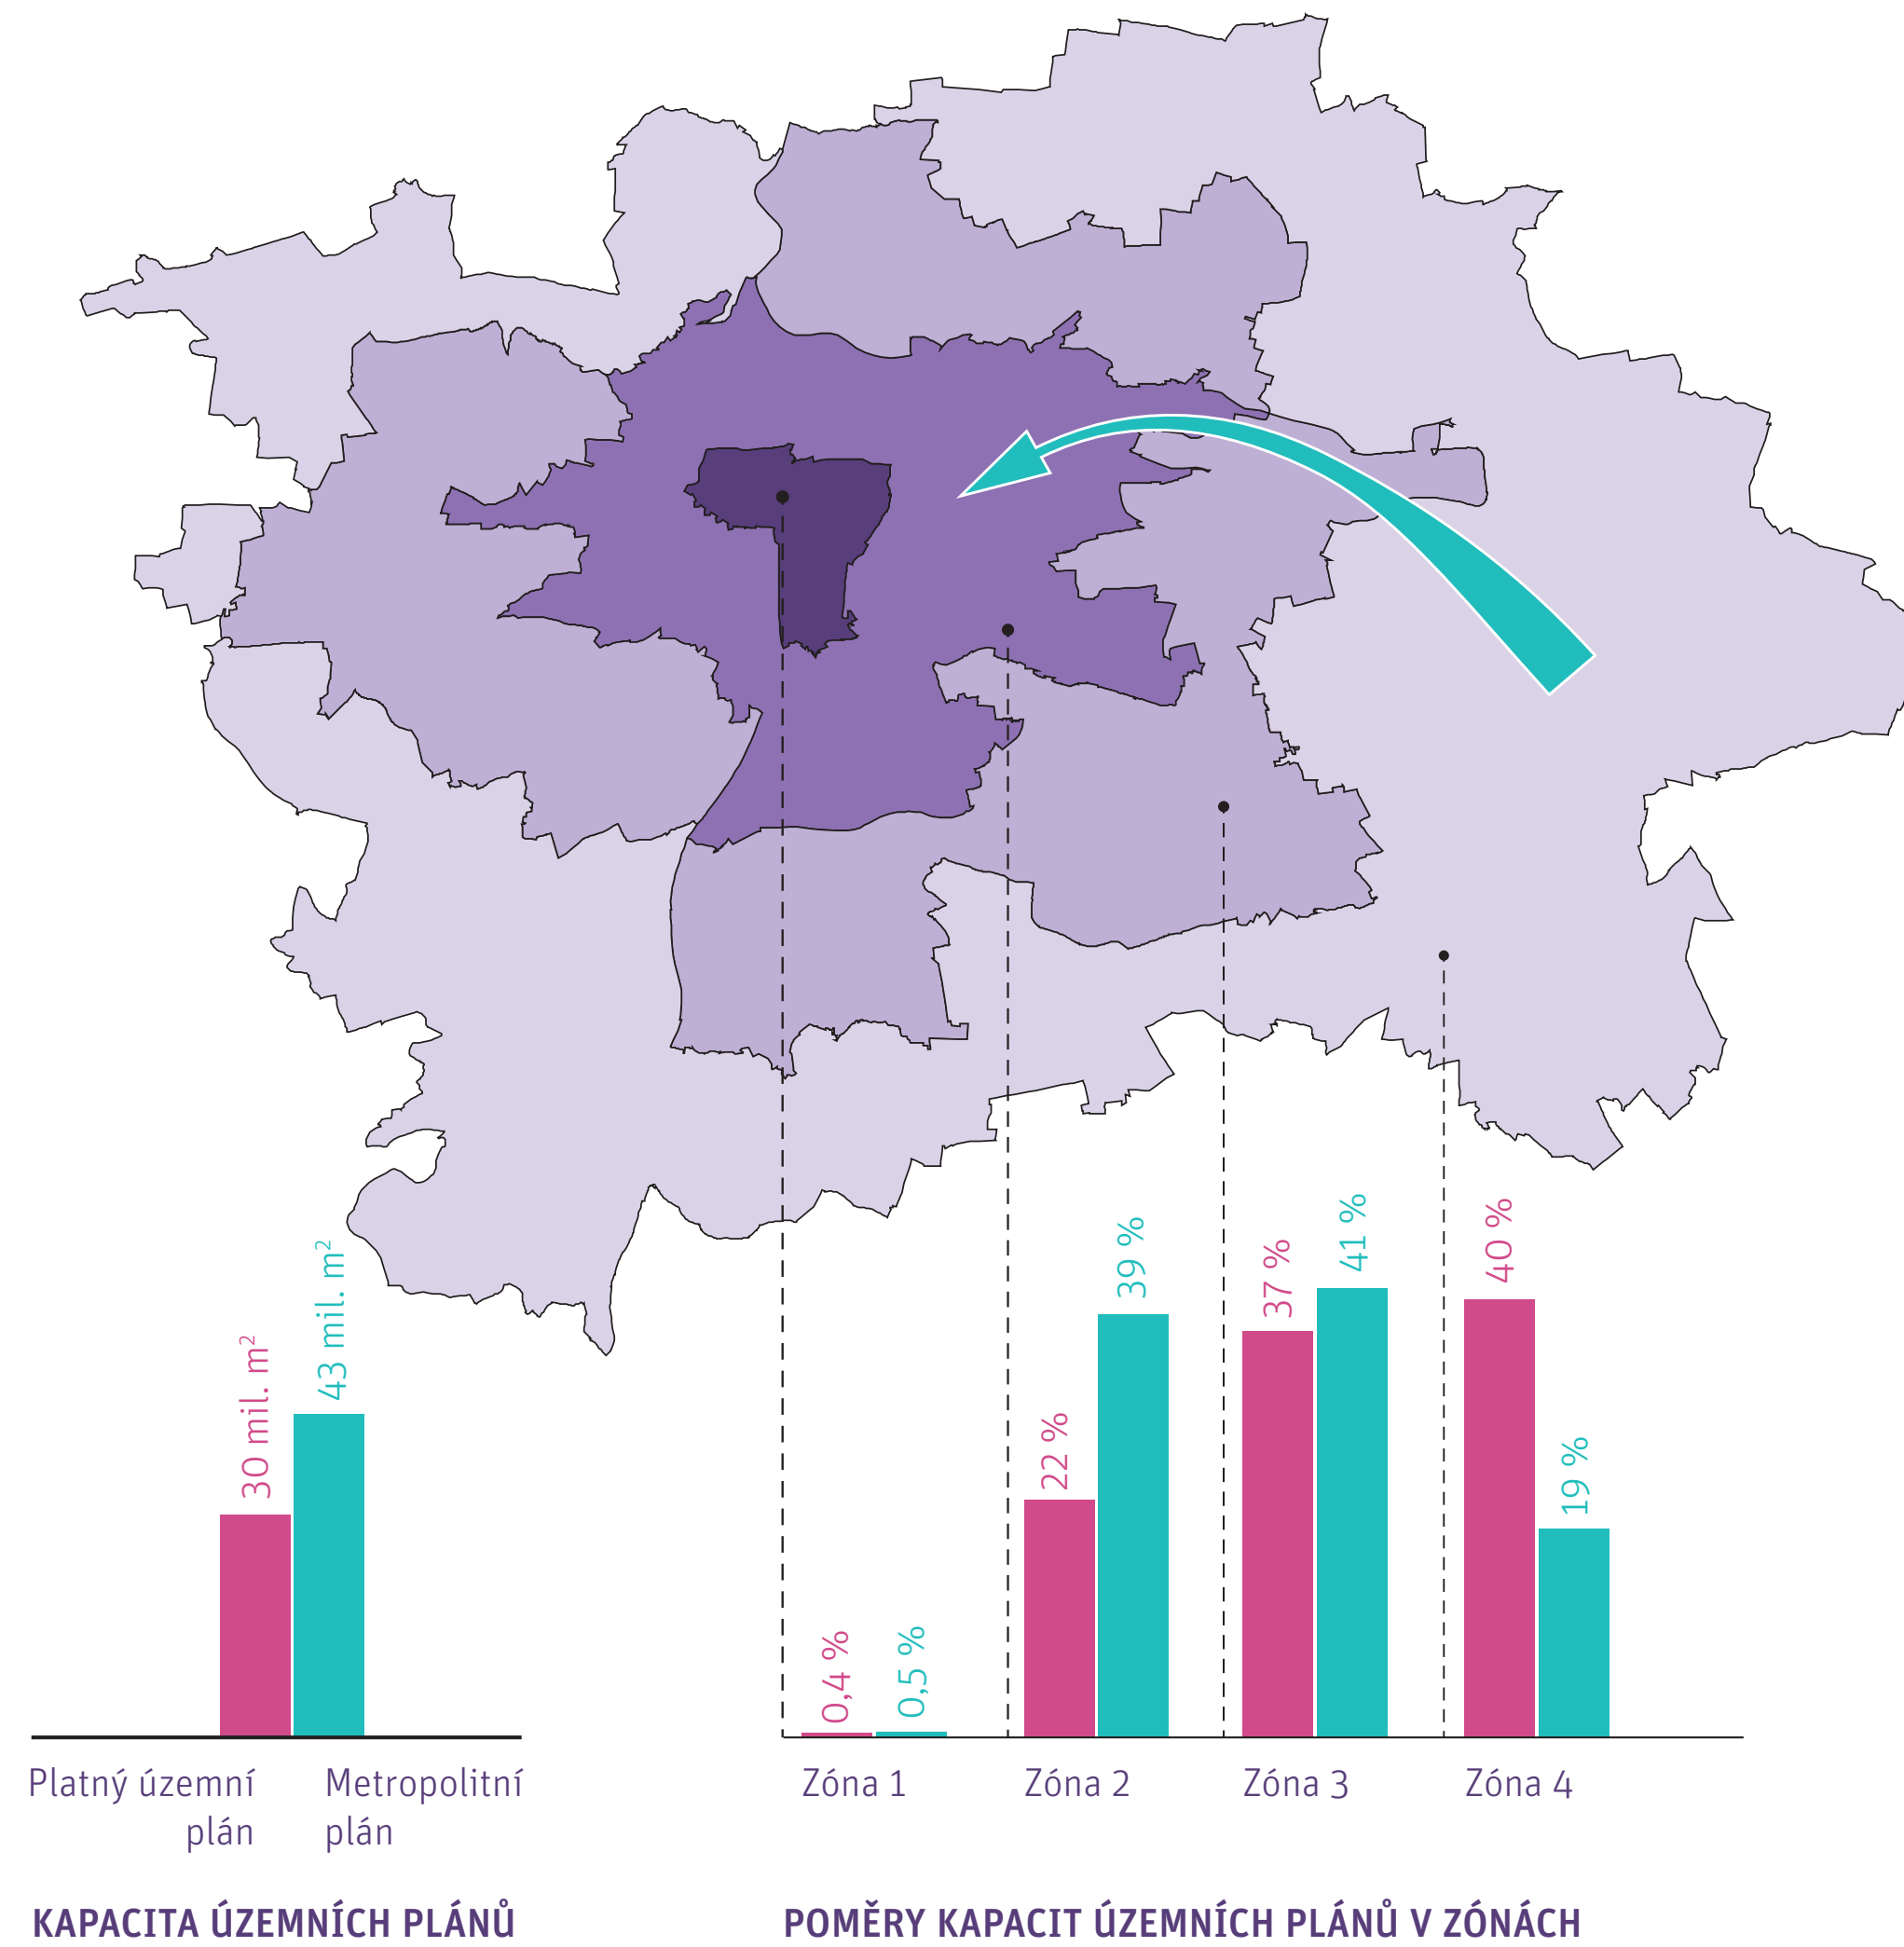 30 mil. m²
43 mil. m²
Platný územní
plán
Metropolitní
plán
KAPACITA ÚZEMNÍCH PLÁNŮ
0,4 %
0,5 %
22 %
39 %
37 %
41 %
40 %
19 %
Zóna 1
Zóna 2
Zóna 3
Zóna 4
POMĚRY KAPACIT ÚZEMNÍCH PLÁNŮ V ZÓNÁCH